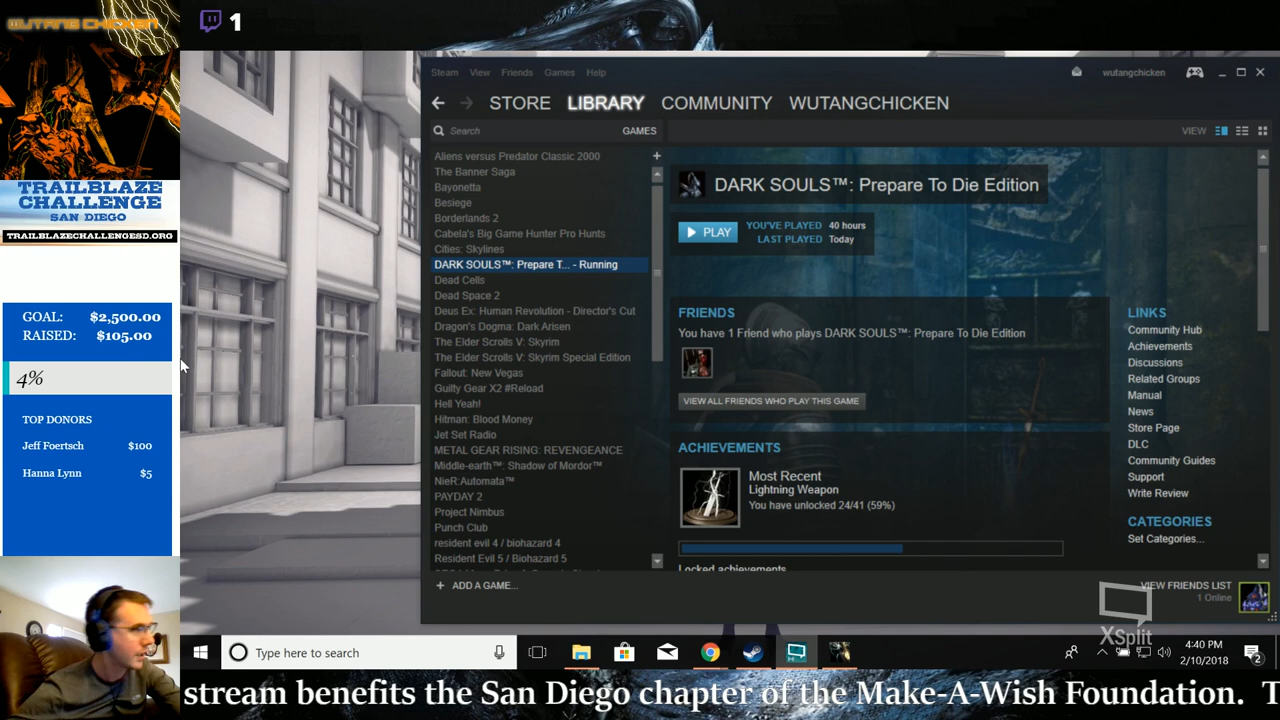 WUTANG CHICKEN
1
TRAILBLAZE
CHALLENGE
SAN DIEGO
TRAILBLAZECHALLENGESD.ORG
GOAL: $2,500.00
RAISED: $105.00
4%
TOP DONORS
Jeff Foertsch $100
Hanna Lynn $5
Steam View Friends Games Help
wutangchicken
STORE LIBRARY COMMUNITY WUTANGCHICKEN
Search GAMES
VIEW
Aliens versus Predator Classic 2000
The Banner Saga
Bayonetta
Besiege
Borderlands 2
Cabela's Big Game Hunter Pro Hunts
Cities: Skylines
DARK SOULS™: Prepare T... - Running
Dead Cells
Dead Space 2
Deus Ex: Human Revolution - Director's Cut
Dragon's Dogma: Dark Arisen
The Elder Scrolls V: Skyrim
The Elder Scrolls V: Skyrim Special Edition
Fallout: New Vegas
Guilty Gear X2 #Reload
Hell Yeah!
Hitman: Blood Money
Jet Set Radio
METAL GEAR RISING: REVENGEANCE
Middle-earth™: Shadow of Mordor™
NieR:Automata™
PAYDAY 2
Project Nimbus
Punch Club
resident evil 4 / biohazard 4
Resident Evil 5 / Biohazard 5
+ ADD A GAME...
DARK SOULS™: Prepare To Die Edition
PLAY
YOU'VE PLAYED 40 hours
LAST PLAYED Today
FRIENDS
You have 1 Friend who plays DARK SOULS™: Prepare To Die Edition
VIEW ALL FRIENDS WHO PLAY THIS GAME
ACHIEVEMENTS
Most Recent
Lightning Weapon
You have unlocked 24/41 (59%)
Locked achievements
LINKS
Community Hub
Achievements
Discussions
Related Groups
Manual
News
Store Page
DLC
Community Guides
Support
Write Review
CATEGORIES
Set Categories...
VIEW FRIENDS LIST
1 Online
XSplit
Type here to search
4:40 PM
2/10/2018
2
stream benefits the San Diego chapter of the Make-A-Wish Foundation. T